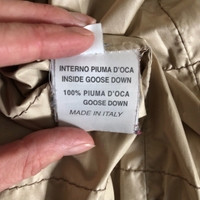 INTERNO PIUMA D'OCA
INSIDE GOOSE DOWN
100% PIUMA D'OCA
GOOSE DOWN
MADE IN ITALY